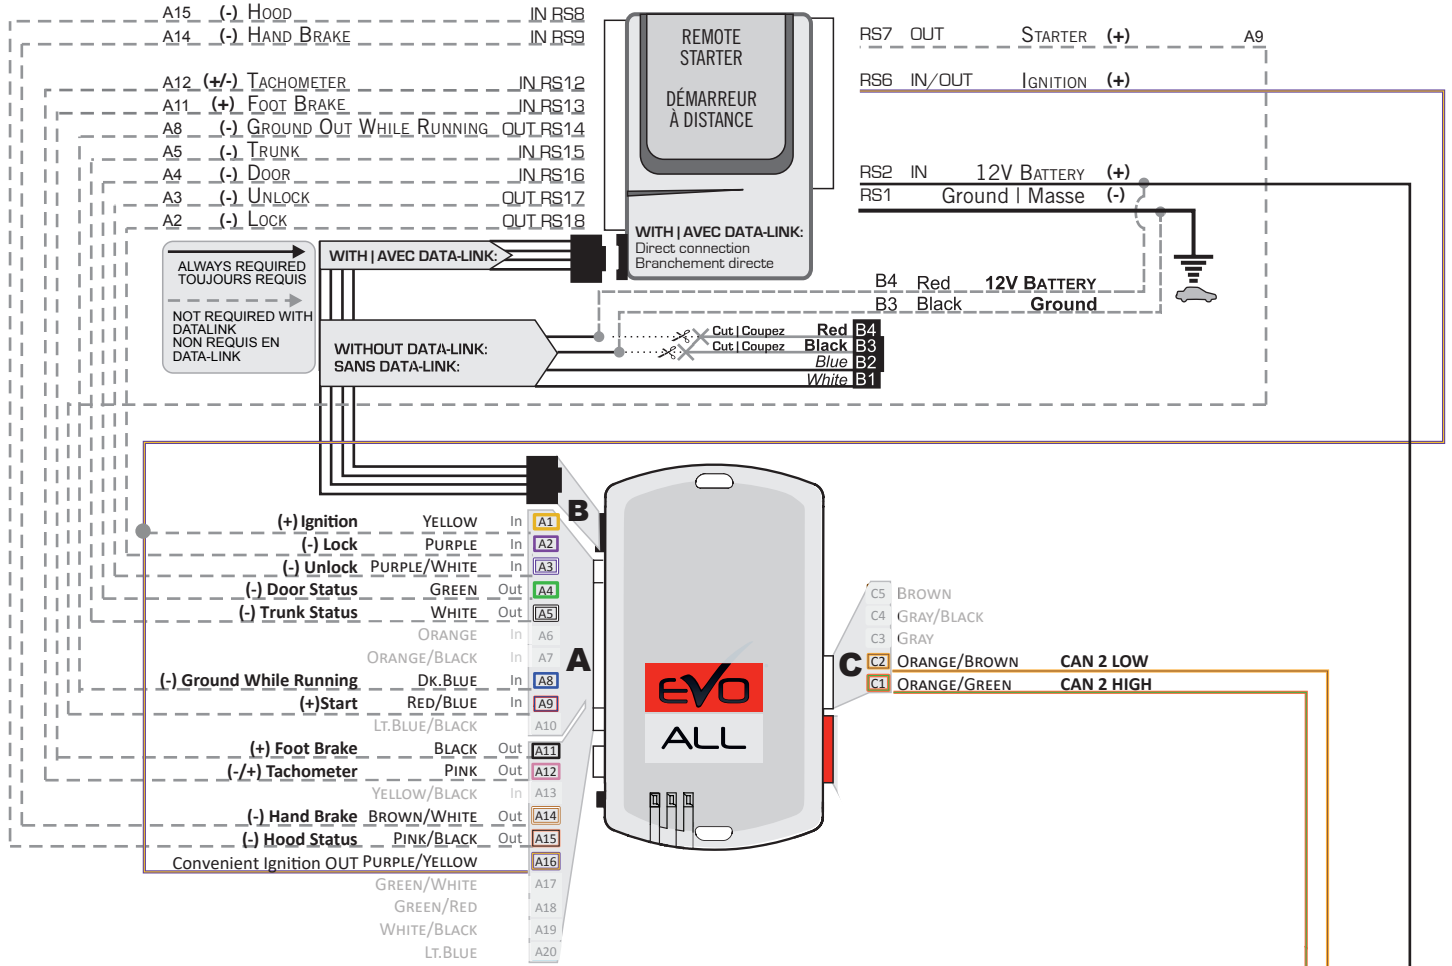 A15 (-) HOOD IN RS8
A14 (-) HAND BRAKE IN RS9
A12 (+/-) TACHOMETER IN RS12
A11 (+) FOOT BRAKE IN RS13
A8 (-) GROUND OUT WHILE RUNNING OUT RS14
A5 (-) TRUNK IN RS15
A4 (-) DOOR IN RS16
A3 (-) UNLOCK OUT RS17
A2 (-) LOCK OUT RS18
REMOTE
STARTER
DÉMARREUR
À DISTANCE
WITH | AVEC DATA-LINK:
Direct connection
Branchement directe
RS7 OUT STARTER (+) A9
RS6 IN/OUT IGNITION (+)
RS2 IN 12V BATTERY (+)
RS1 Ground | Masse (-)
ALWAYS REQUIRED
TOUJOURS REQUIS
NOT REQUIRED WITH
DATALINK
NON REQUIS EN
DATA-LINK
WITH | AVEC DATA-LINK:
B4 Red 12V BATTERY
B3 Black Ground
WITHOUT DATA-LINK:
SANS DATA-LINK:
Cut | Coupez Red B4
Cut | Coupez Black B3
Blue B2
White B1
B
(+) Ignition YELLOW In A1
(-) Lock PURPLE In A2
(-) Unlock PURPLE/WHITE In A3
(-) Door Status GREEN Out A4
(-) Trunk Status WHITE Out A5
ORANGE In A6
ORANGE/BLACK In A7
(-) Ground While Running DK.BLUE In A8
(+)Start RED/BLUE In A9
LT.BLUE/BLACK A10
(+) Foot Brake BLACK Out A11
(-/+) Tachometer PINK Out A12
YELLOW/BLACK In A13
(-) Hand Brake BROWN/WHITE Out A14
(-) Hood Status PINK/BLACK Out A15
Convenient Ignition OUT PURPLE/YELLOW A16
GREEN/WHITE A17
GREEN/RED A18
WHITE/BLACK A19
LT.BLUE A20
A
EVO
ALL
C
C5 BROWN
C4 GRAY/BLACK
C3 GRAY
C2 ORANGE/BROWN CAN 2 LOW
C1 ORANGE/GREEN CAN 2 HIGH